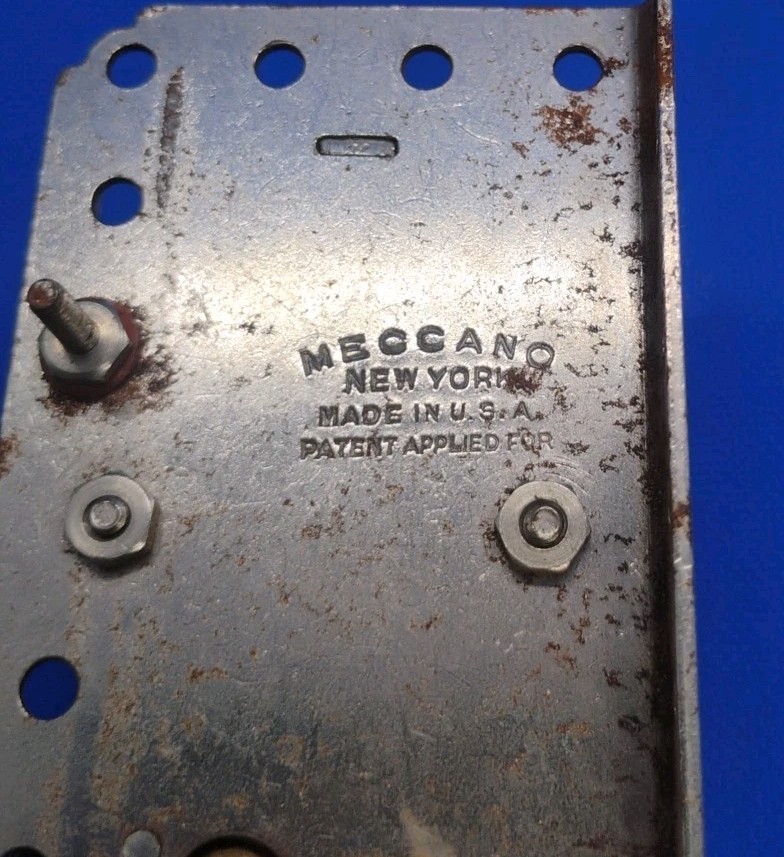 MECCANO
NEW YORK
MADE IN U.S.A.
PATENT APPLIED FOR